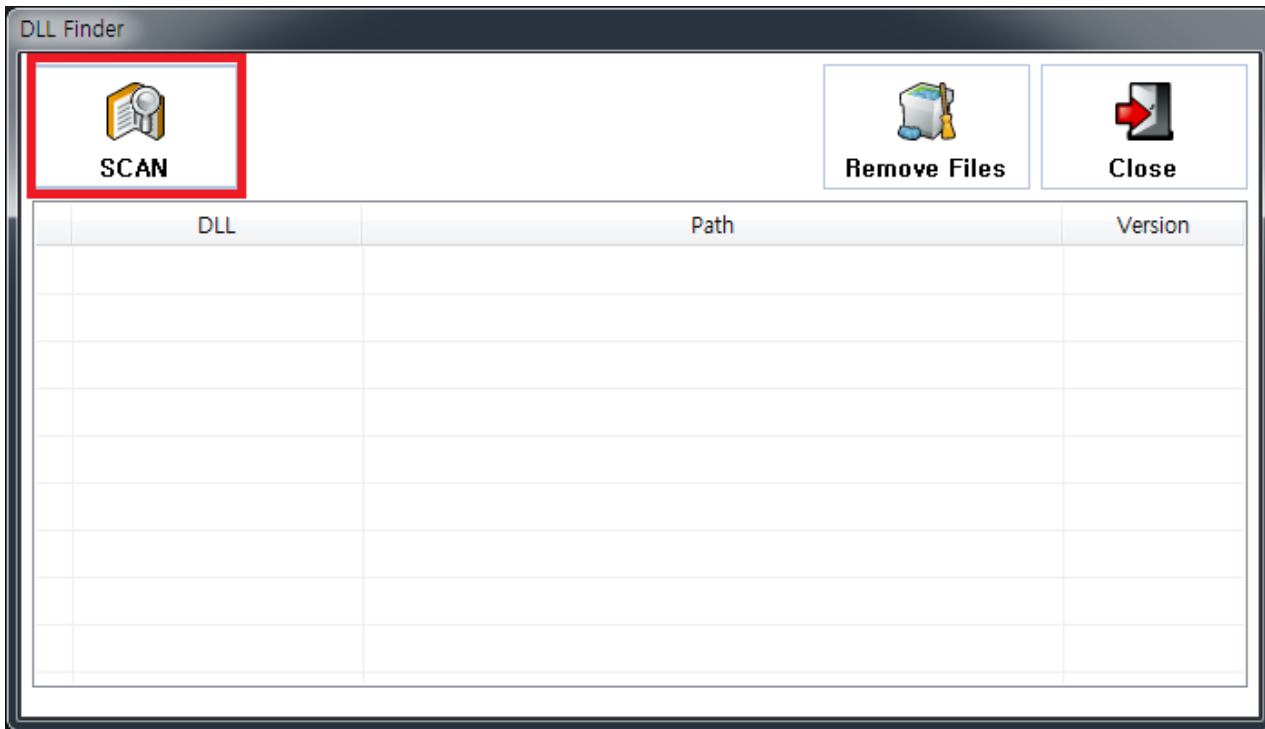 DLL Finder
SCAN
Remove Files
Close
DLL
Path
Version